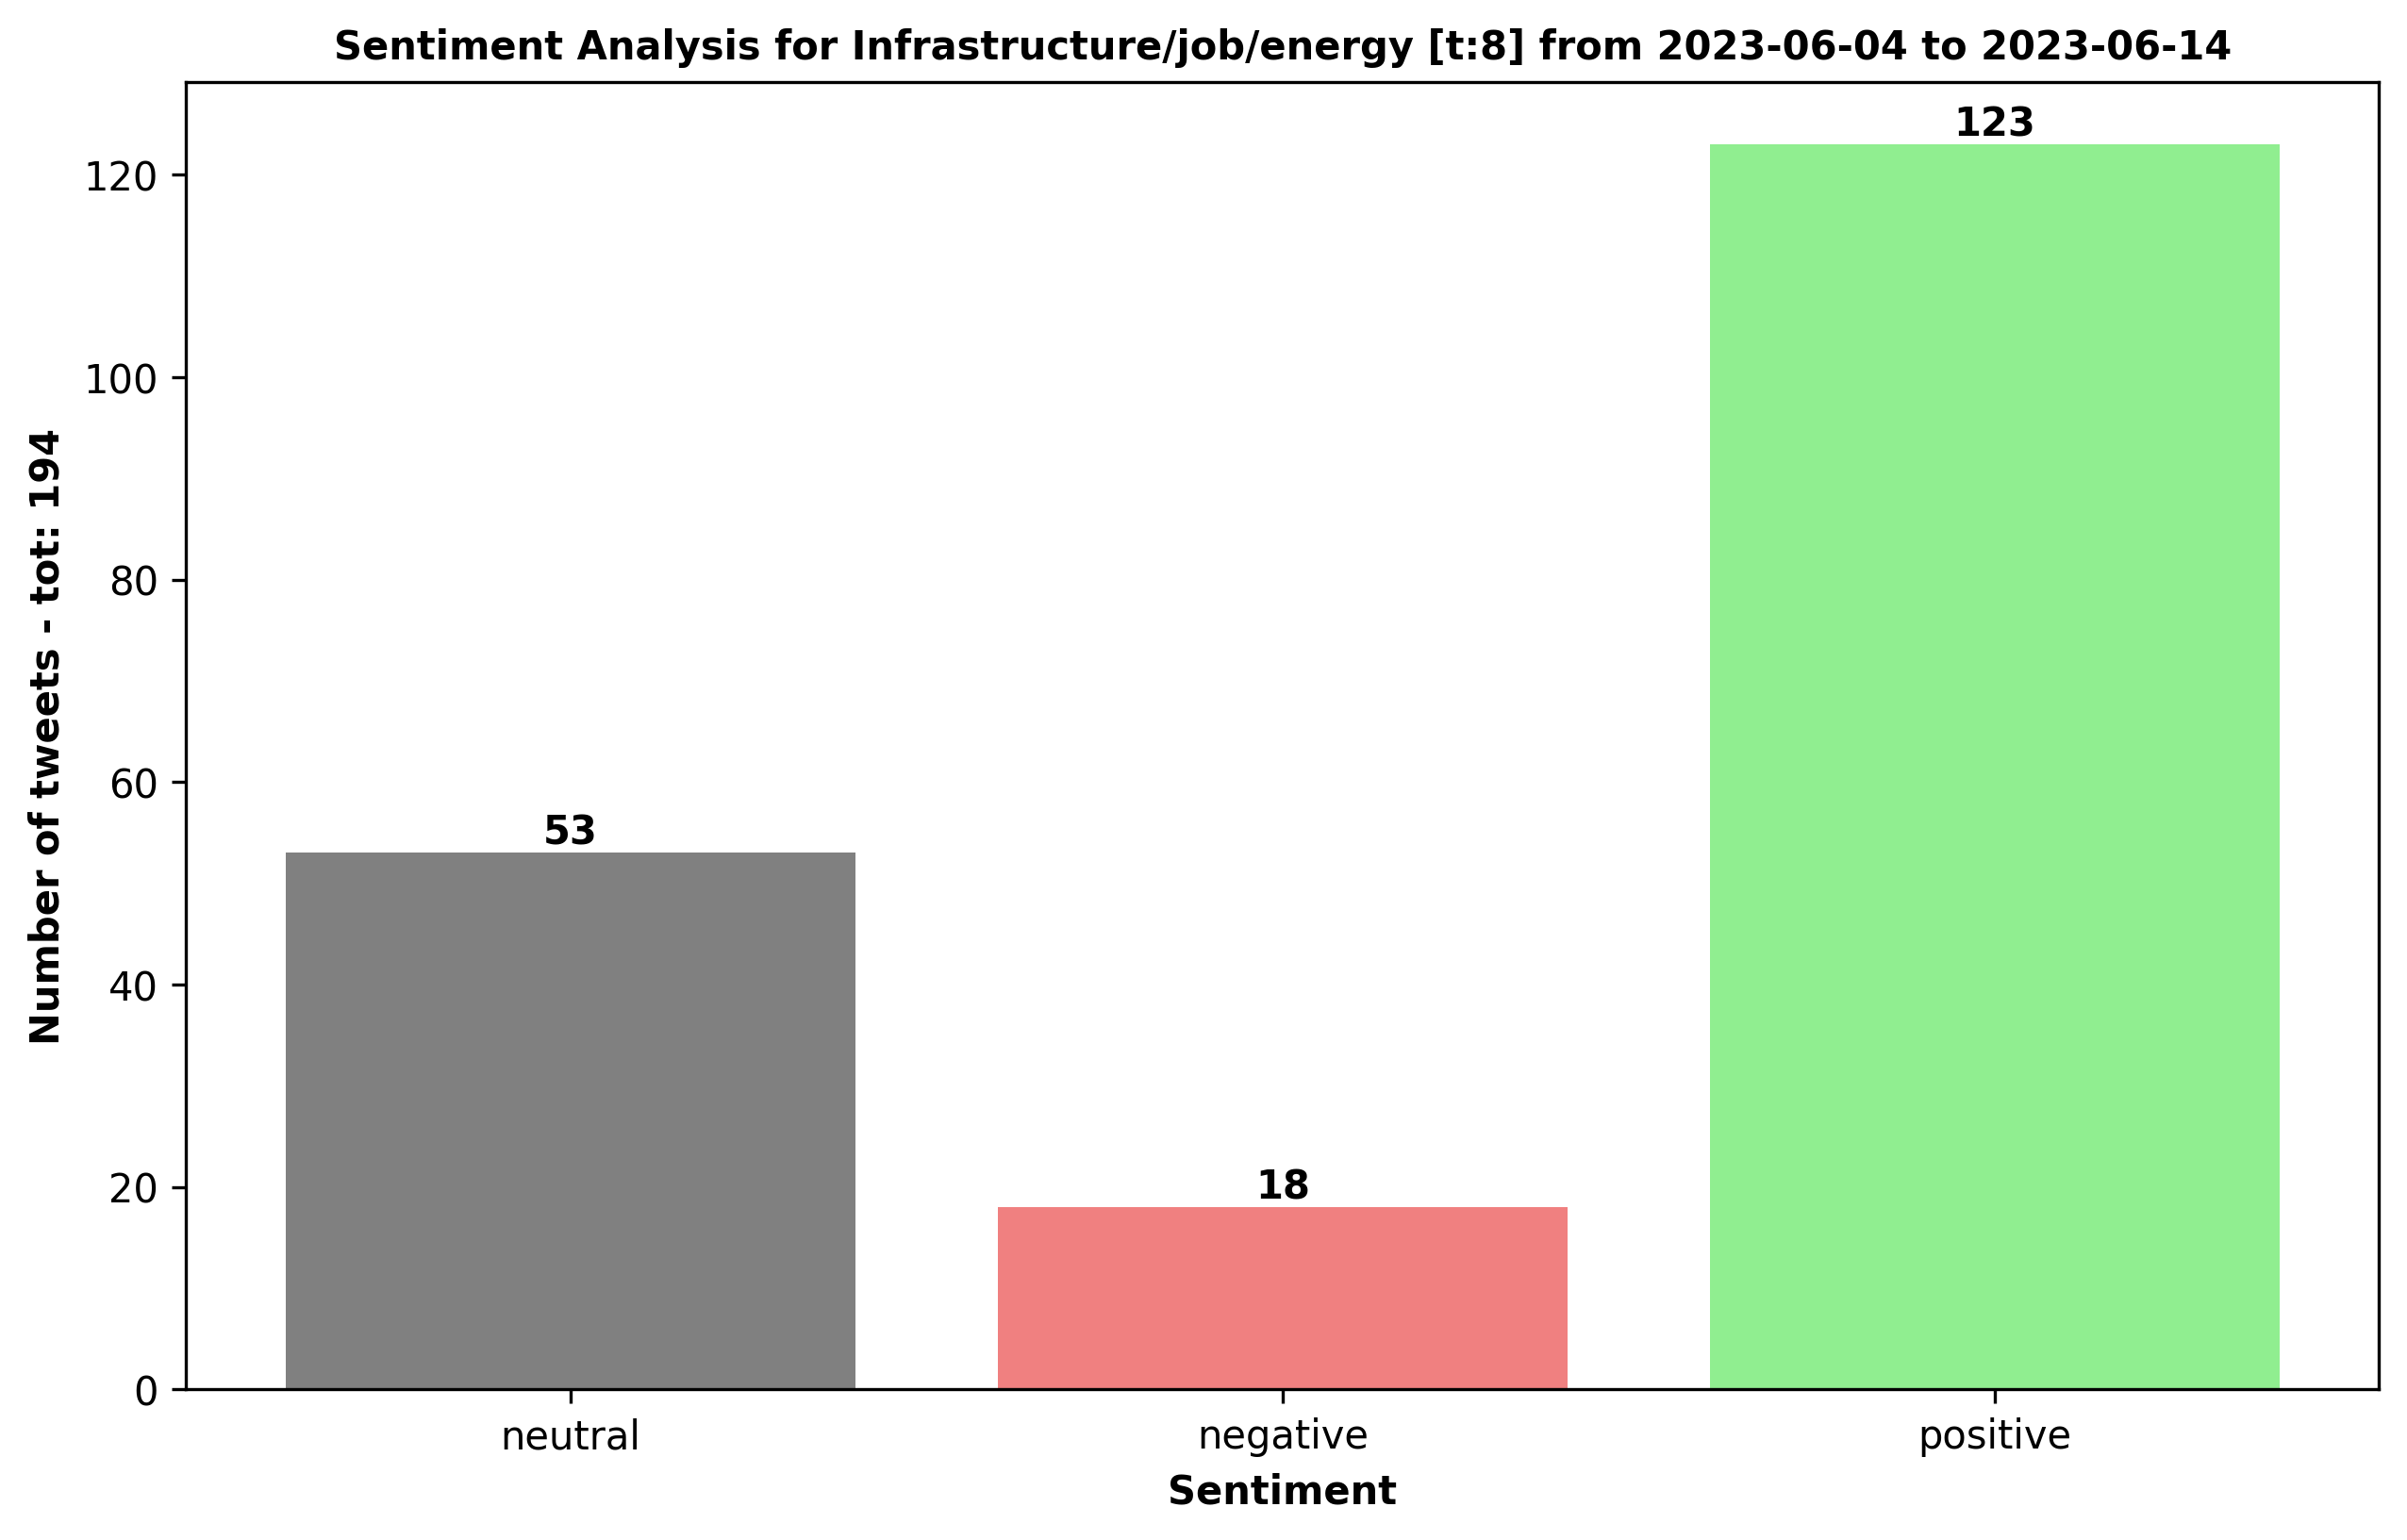 Sentiment Analysis for Infrastructure/job/energy [t:8] from 2023-06-04 to 2023-06-14
Number of tweets - tot: 194
120
100
80
60
40
20
0
53
18
123
neutral
negative
positive
Sentiment